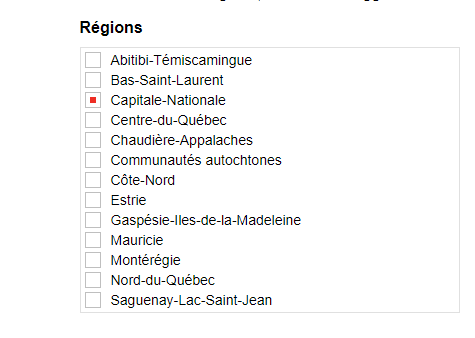 Régions
Abitibi-Témiscamingue
Bas-Saint-Laurent
Capitale-Nationale
Centre-du-Québec
Chaudière-Appalaches
Communautés autochtones
Côte-Nord
Estrie
Gaspésie-Iles-de-la-Madeleine
Mauricie
Montérégie
Nord-du-Québec
Saguenay-Lac-Saint-Jean